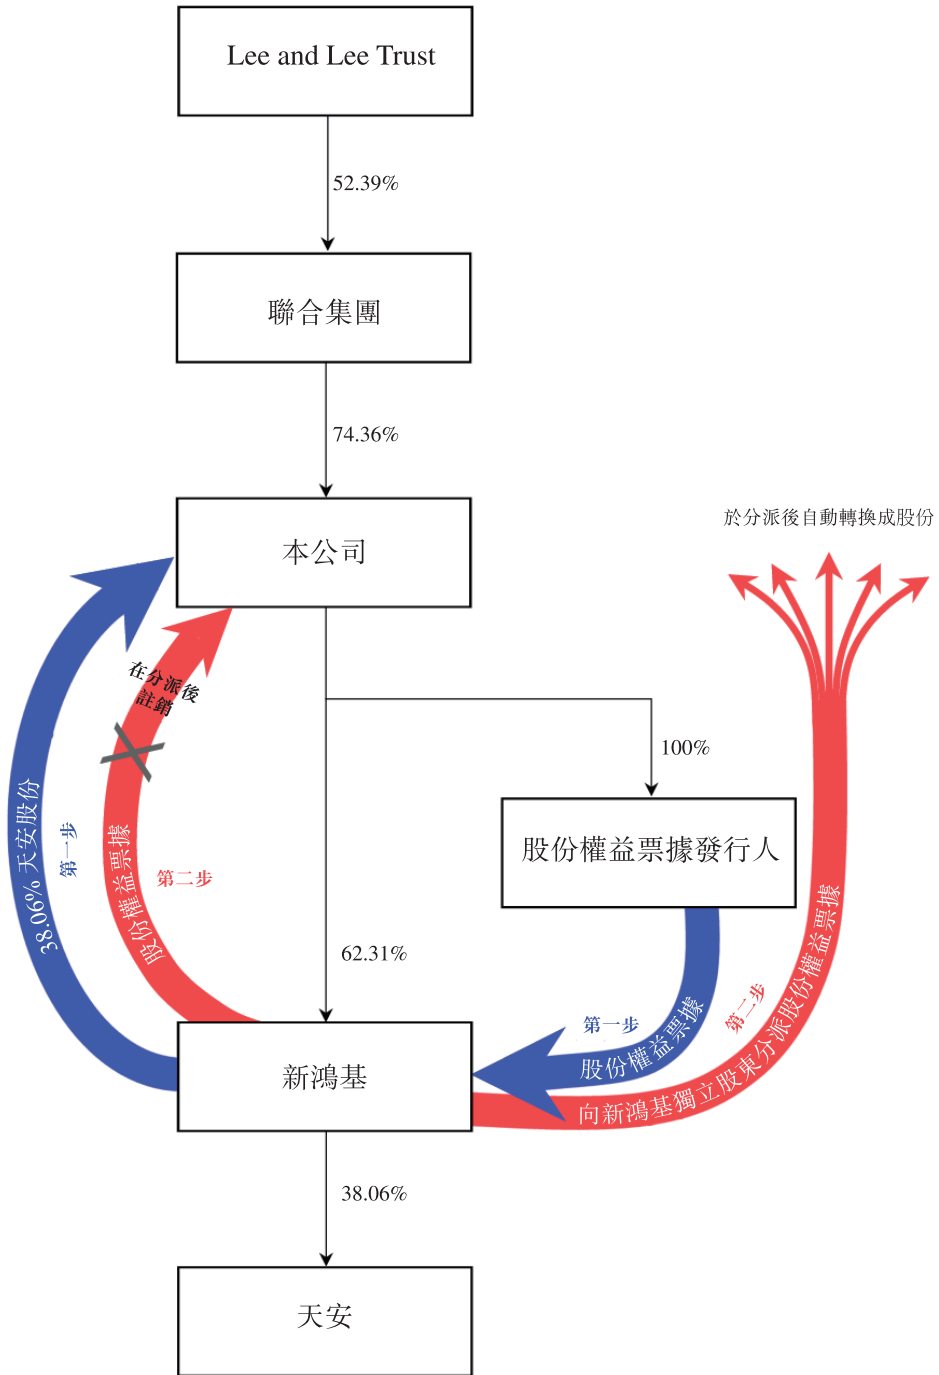 Lee and Lee Trust
52.39%
聯合集團
74.36%
於分派後自動轉換成股份
本公司
在分派後
註銷
100%
股份權益票據發行人
38.06% 天安股份
第一步
股份權益票據
第二步
62.31%
第一步
股份權益票據
第二步
向新鴻基獨立股東分派股份權益票據
新鴻基
38.06%
天安